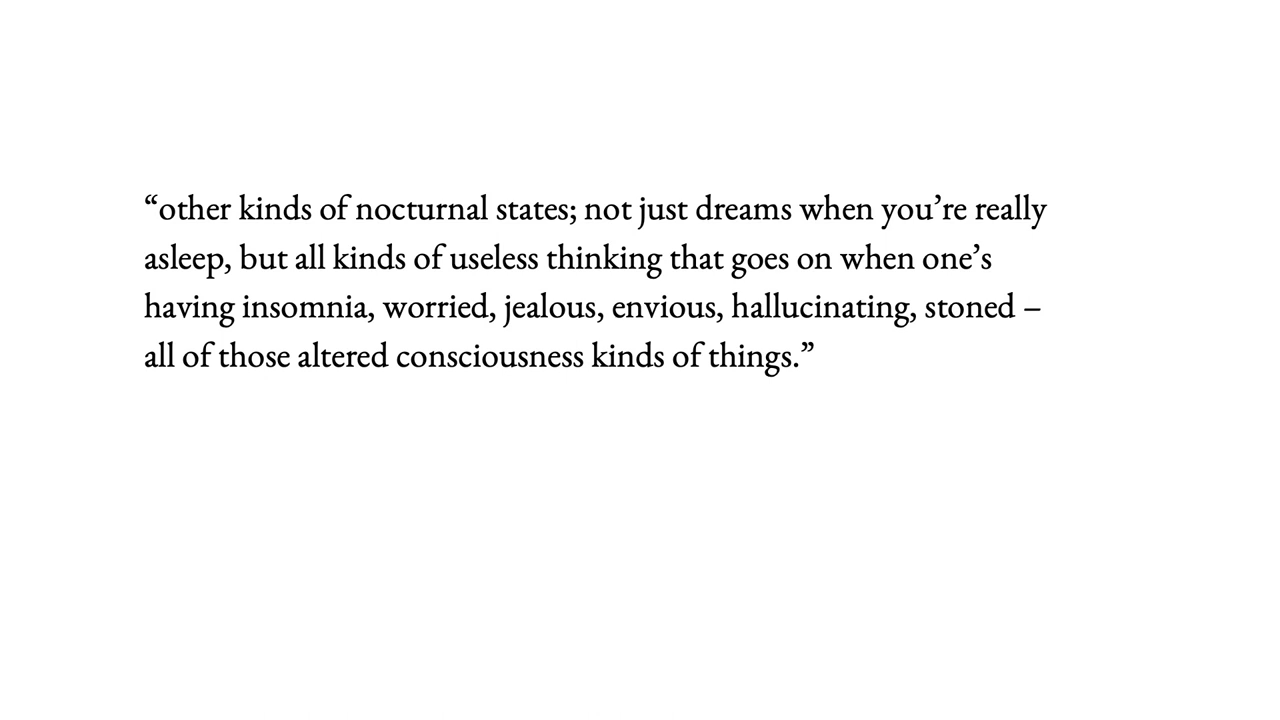 “other kinds of nocturnal states; not just dreams when you’re really
asleep, but all kinds of useless thinking that goes on when one’s
having insomnia, worried, jealous, envious, hallucinating, stoned –
all of those altered consciousness kinds of things.”